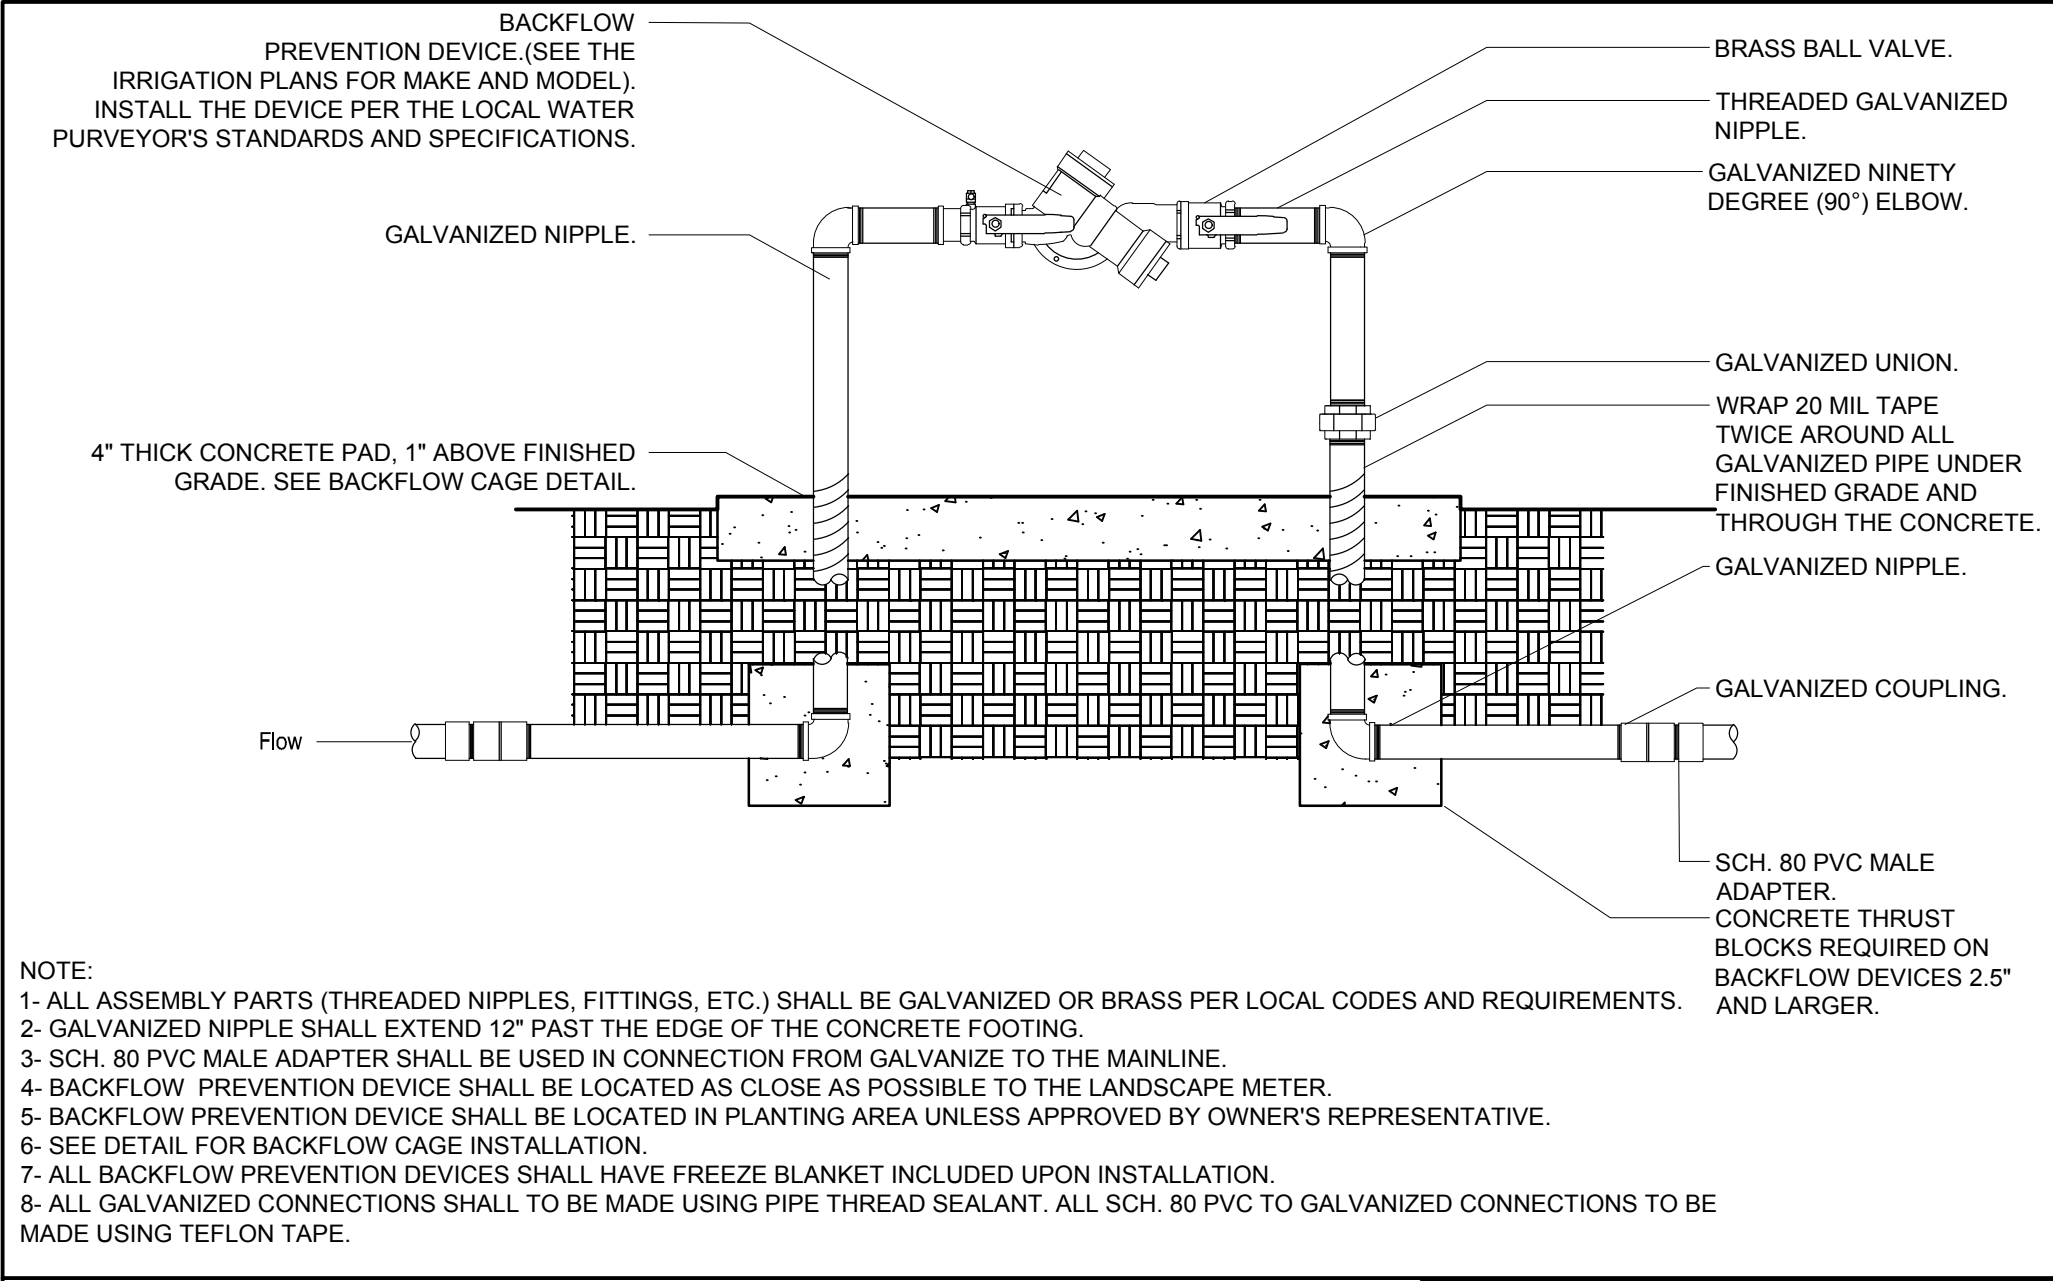 BACKFLOW
PREVENTION DEVICE.(SEE THE
IRRIGATION PLANS FOR MAKE AND MODEL).
INSTALL THE DEVICE PER THE LOCAL WATER
PURVEYOR'S STANDARDS AND SPECIFICATIONS.
GALVANIZED NIPPLE.
4" THICK CONCRETE PAD, 1" ABOVE FINISHED
GRADE. SEE BACKFLOW CAGE DETAIL.
Flow
BRASS BALL VALVE.
THREADED GALVANIZED
NIPPLE.
GALVANIZED NINETY
DEGREE (90°) ELBOW.
GALVANIZED UNION.
WRAP 20 MIL TAPE
TWICE AROUND ALL
GALVANIZED PIPE UNDER
FINISHED GRADE AND
THROUGH THE CONCRETE.
GALVANIZED NIPPLE.
GALVANIZED COUPLING.
SCH. 80 PVC MALE
ADAPTER.
CONCRETE THRUST
BLOCKS REQUIRED ON
BACKFLOW DEVICES 2.5"
AND LARGER.
NOTE:
1- ALL ASSEMBLY PARTS (THREADED NIPPLES, FITTINGS, ETC.) SHALL BE GALVANIZED OR BRASS PER LOCAL CODES AND REQUIREMENTS.
2- GALVANIZED NIPPLE SHALL EXTEND 12" PAST THE EDGE OF THE CONCRETE FOOTING.
3- SCH. 80 PVC MALE ADAPTER SHALL BE USED IN CONNECTION FROM GALVANIZE TO THE MAINLINE.
4- BACKFLOW  PREVENTION DEVICE SHALL BE LOCATED AS CLOSE AS POSSIBLE TO THE LANDSCAPE METER.
5- BACKFLOW PREVENTION DEVICE SHALL BE LOCATED IN PLANTING AREA UNLESS APPROVED BY OWNER'S REPRESENTATIVE.
6- SEE DETAIL FOR BACKFLOW CAGE INSTALLATION.
7- ALL BACKFLOW PREVENTION DEVICES SHALL HAVE FREEZE BLANKET INCLUDED UPON INSTALLATION.
8- ALL GALVANIZED CONNECTIONS SHALL TO BE MADE USING PIPE THREAD SEALANT. ALL SCH. 80 PVC TO GALVANIZED CONNECTIONS TO BE
MADE USING TEFLON TAPE.